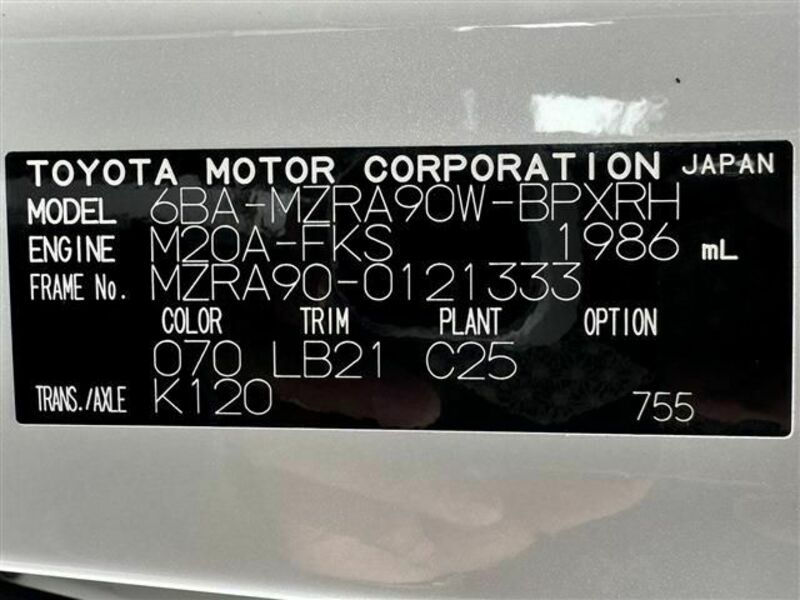 TOYOTA MOTOR CORPORATION JAPAN
MODEL 6BA-MZRA90W-BPXRH
ENGINE M20A-FKS 1986 mL
FRAME No. MZRA90-0121333
COLOR TRIM PLANT OPTION
070 LB21 C25
TRANS./AXLE K120 755